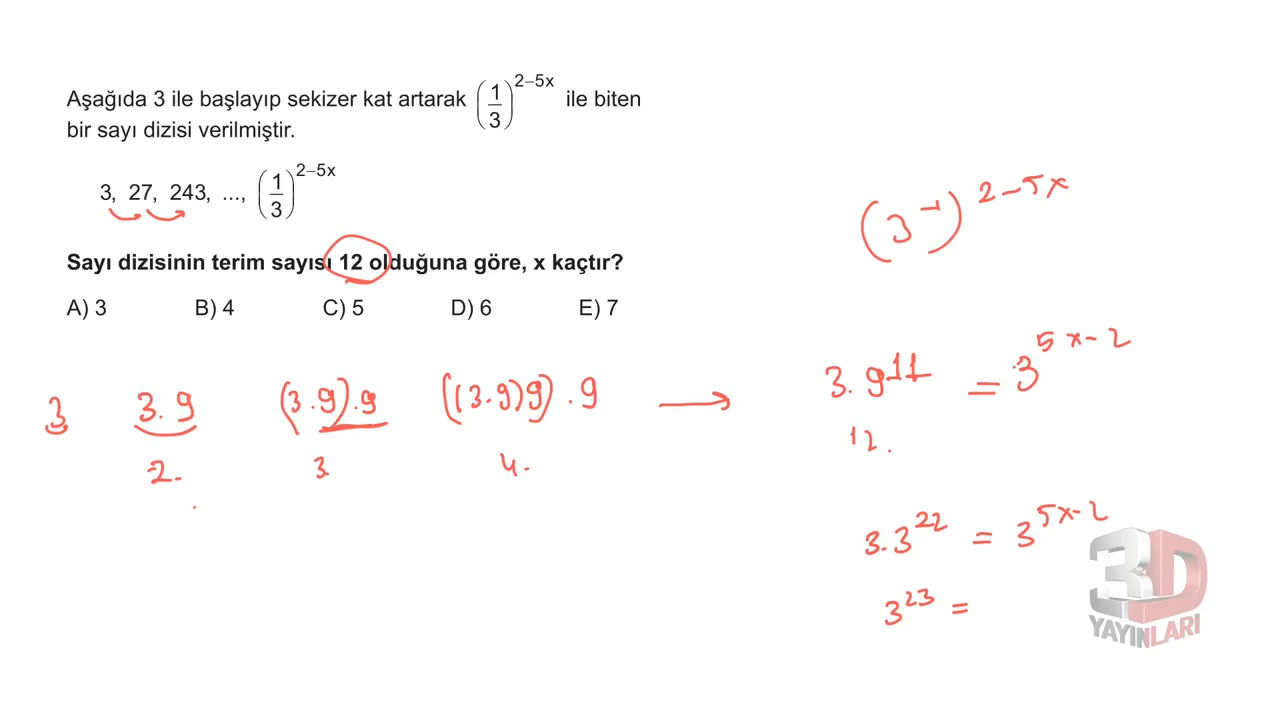 Aşağıda 3 ile başlayıp sekizer kat artarak (1/3)^(2–5x) ile biten
bir sayı dizisi verilmiştir.
3, 27, 243, ..., (1/3)^(2–5x)
Sayı dizisinin terim sayısı 12 olduğuna göre, x kaçtır?
A) 3 B) 4 C) 5 D) 6 E) 7
(3^-1)^(2-5x)
3 3.9 (3.9).9 ((3.9)9).9 → 3.9^11 = 3^(5x-2)
2. 3. 4. 12.
3.3^22 = 3^(5x-2)
3^23 =
3D
YAYINLARI